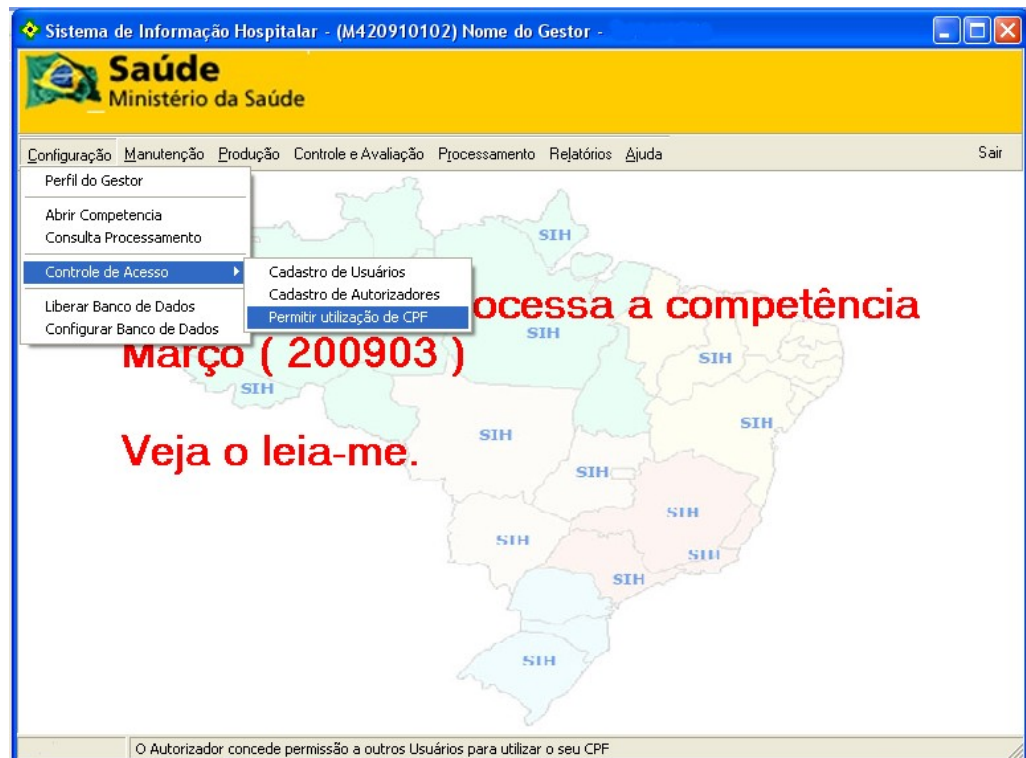 Sistema de Informação Hospitalar - (M420910102) Nome do Gestor -
Saúde
Ministério da Saúde
Configuração Manutenção Produção Controle e Avaliação Processamento Relatórios Ajuda Sair
Perfil do Gestor
Abrir Competencia
Consulta Processamento
Controle de Acesso
Liberar Banco de Dados
Configurar Banco de Dados
Cadastro de Usuários
Cadastro de Autorizadores
Permitir utilização de CPF
ocessa a competência
Março ( 200903 )
Veja o leia-me.
SIH
SIH
SIH
SIH
SIH
SIH
SIH
SIH
SIH
SIH
SIH
SIH
O Autorizador concede permissão a outros Usuários para utilizar o seu CPF